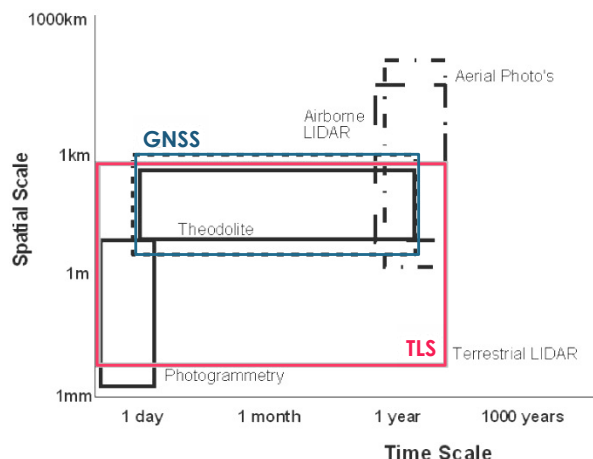 1000km
Aerial Photo's
Airborne
LIDAR
GNSS
1km
Spatial Scale
Theodolite
1m
TLS
Terrestrial LIDAR
Photogrammetry
1mm
1 day
1 month
1 year
1000 years
Time Scale